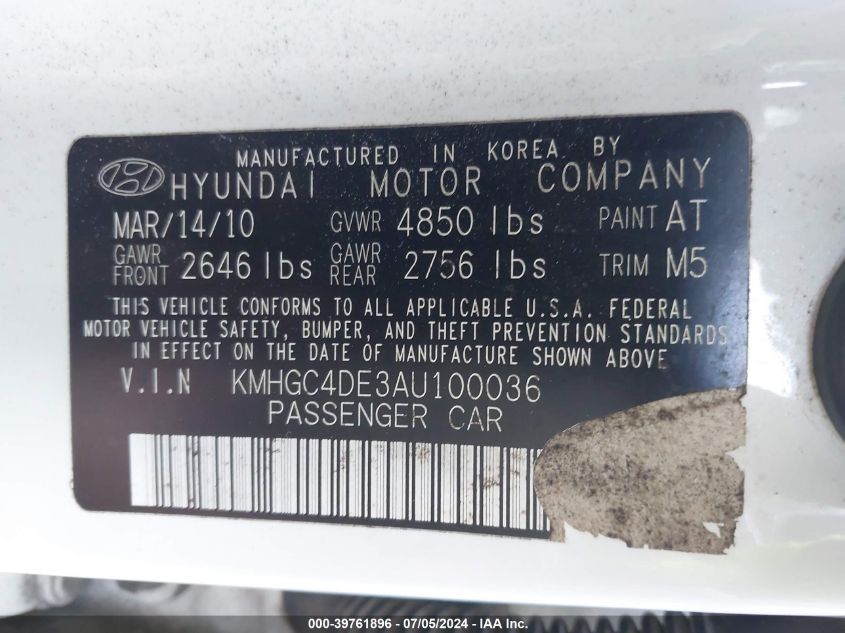 MANUFACTURED IN KOREA BY
HYUNDAI MOTOR COMPANY
MAR/14/10 GVWR 4850 lbs PAINT AT
GAWR FRONT 2646 lbs GAWR REAR 2756 lbs TRIM M5
THIS VEHICLE CONFORMS TO ALL APPLICABLE U.S.A. FEDERAL
MOTOR VEHICLE SAFETY, BUMPER, AND THEFT PREVENTION STANDARDS
IN EFFECT ON THE DATE OF MANUFACTURE SHOWN ABOVE
V.I.N KMHGC4DE3AU100036
PASSENGER CAR
000-39761896 - 07/05/2024 - IAA Inc.